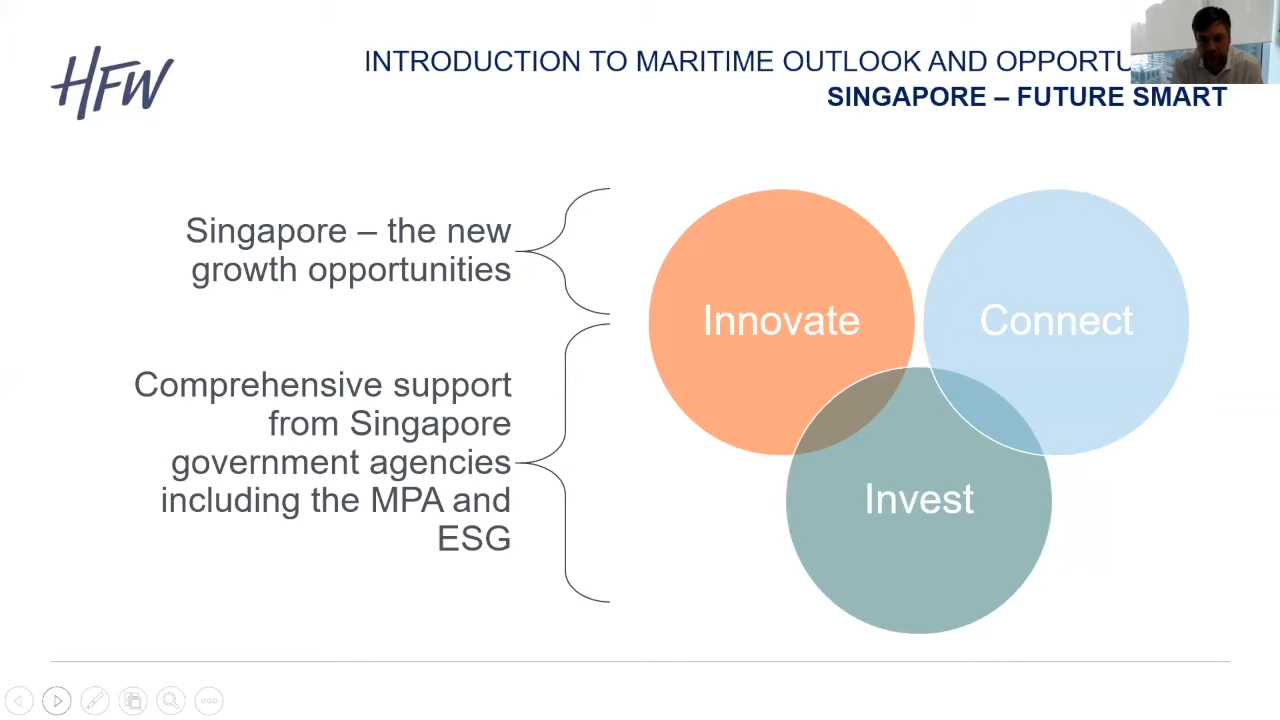 HFW
INTRODUCTION TO MARITIME OUTLOOK AND
SINGAPORE – FUTURE SMART
Singapore – the new
growth opportunities
Comprehensive support
from Singapore
government agencies
including the MPA and
ESG
Innovate
Connect
Invest